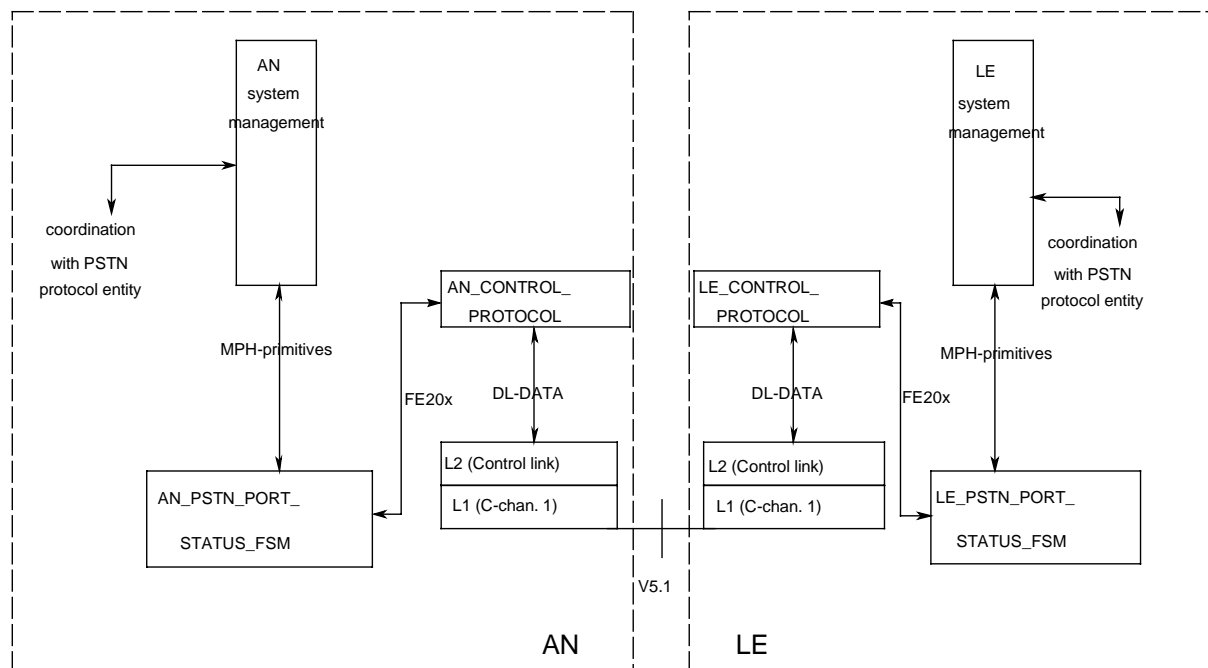 AN
system
management
coordination
with PSTN
protocol entity
MPH-primitives
FE20x
AN_CONTROL_
PROTOCOL
DL-DATA
L2 (Control link)
L1 (C-chan. 1)
AN_PSTN_PORT_
STATUS_FSM
AN
V5.1
LE
system
management
coordination
with PSTN
protocol entity
LE_CONTROL_
PROTOCOL
MPH-primitives
DL-DATA
FE20x
L2 (Control link)
L1 (C-chan. 1)
LE_PSTN_PORT_
STATUS_FSM
LE